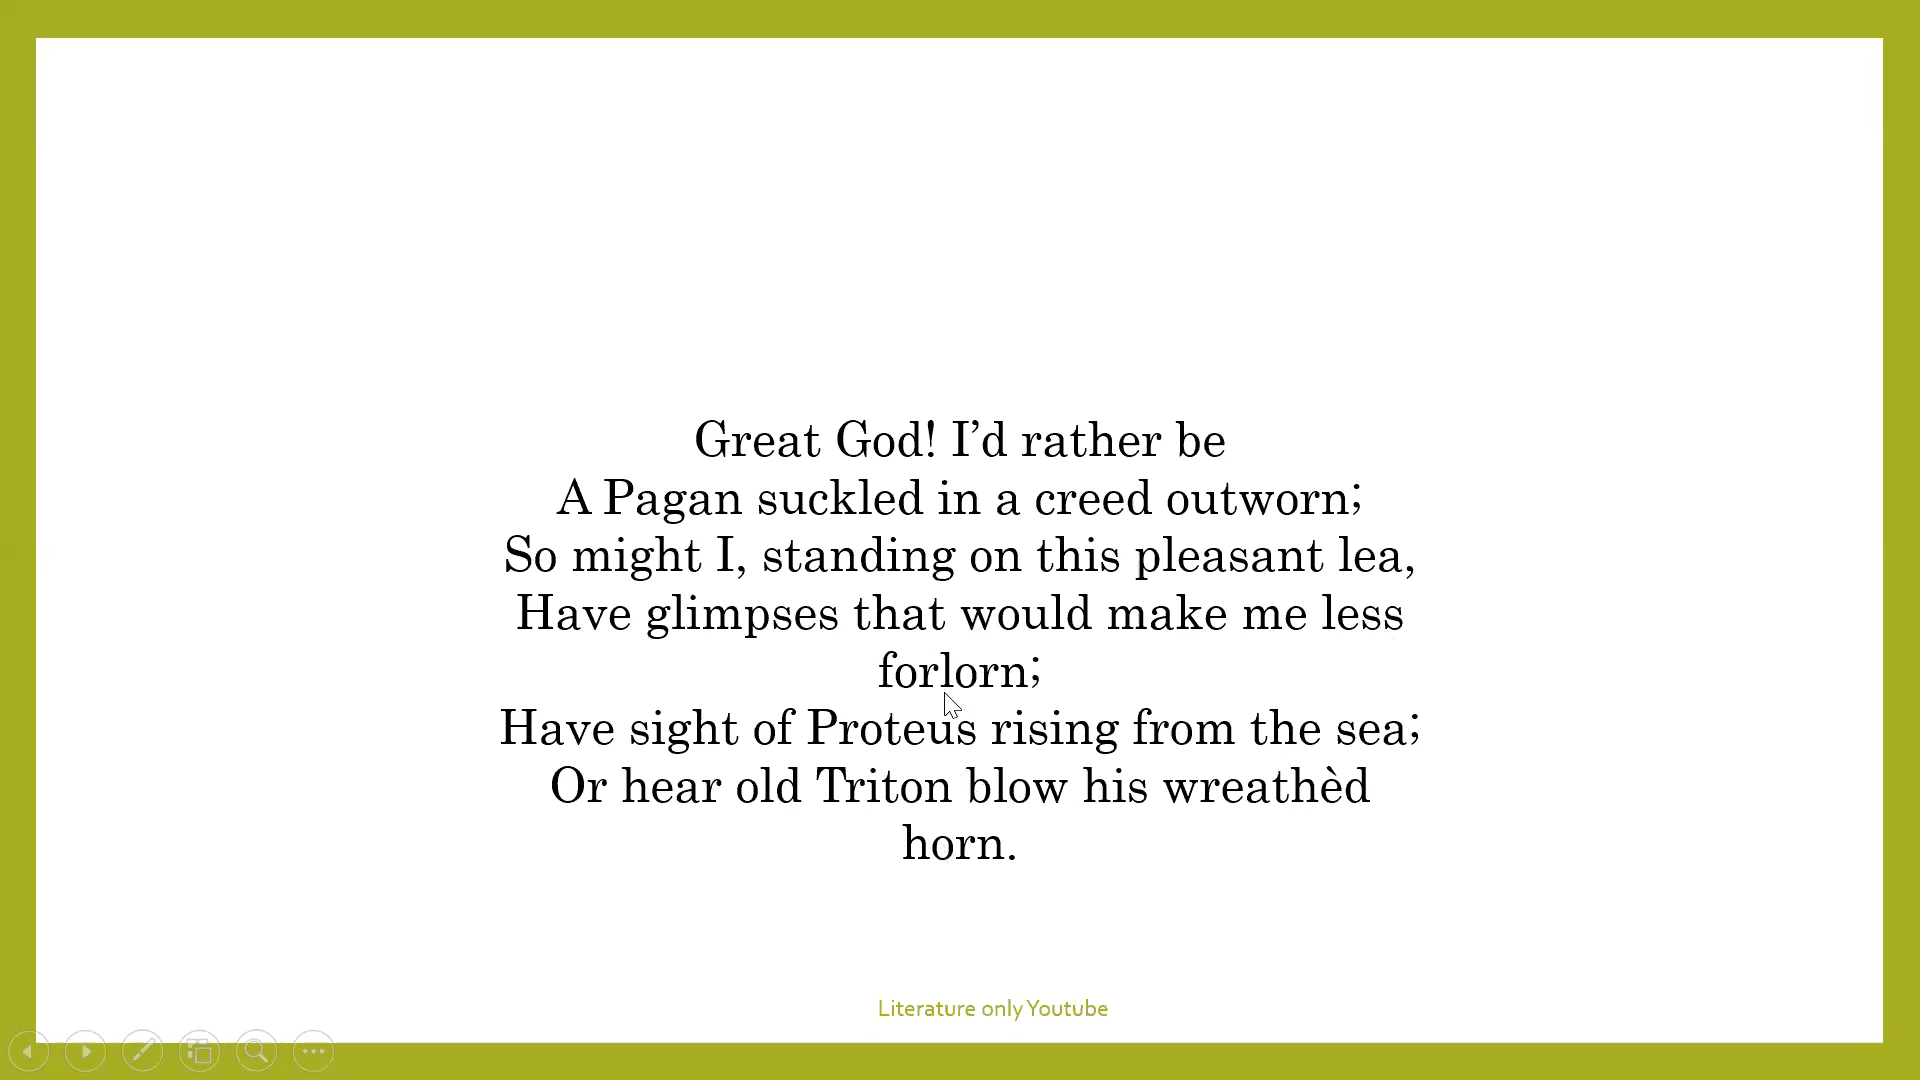 Great God! I’d rather be
A Pagan suckled in a creed outworn;
So might I, standing on this pleasant lea,
Have glimpses that would make me less
forlorn;
Have sight of Proteus rising from the sea;
Or hear old Triton blow his wreathèd
horn.
Literature only Youtube